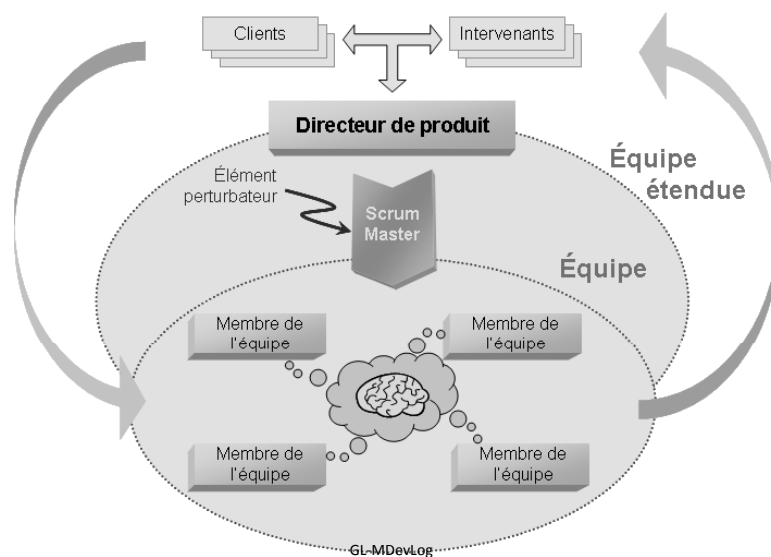 Clients
Intervenants
Directeur de produit
Équipe
étendue
Élément
perturbateur
Scrum
Master
Équipe
Membre de
l'équipe
Membre de
l'équipe
Membre de
l'équipe
Membre de
l'équipe
GL-MDevLog